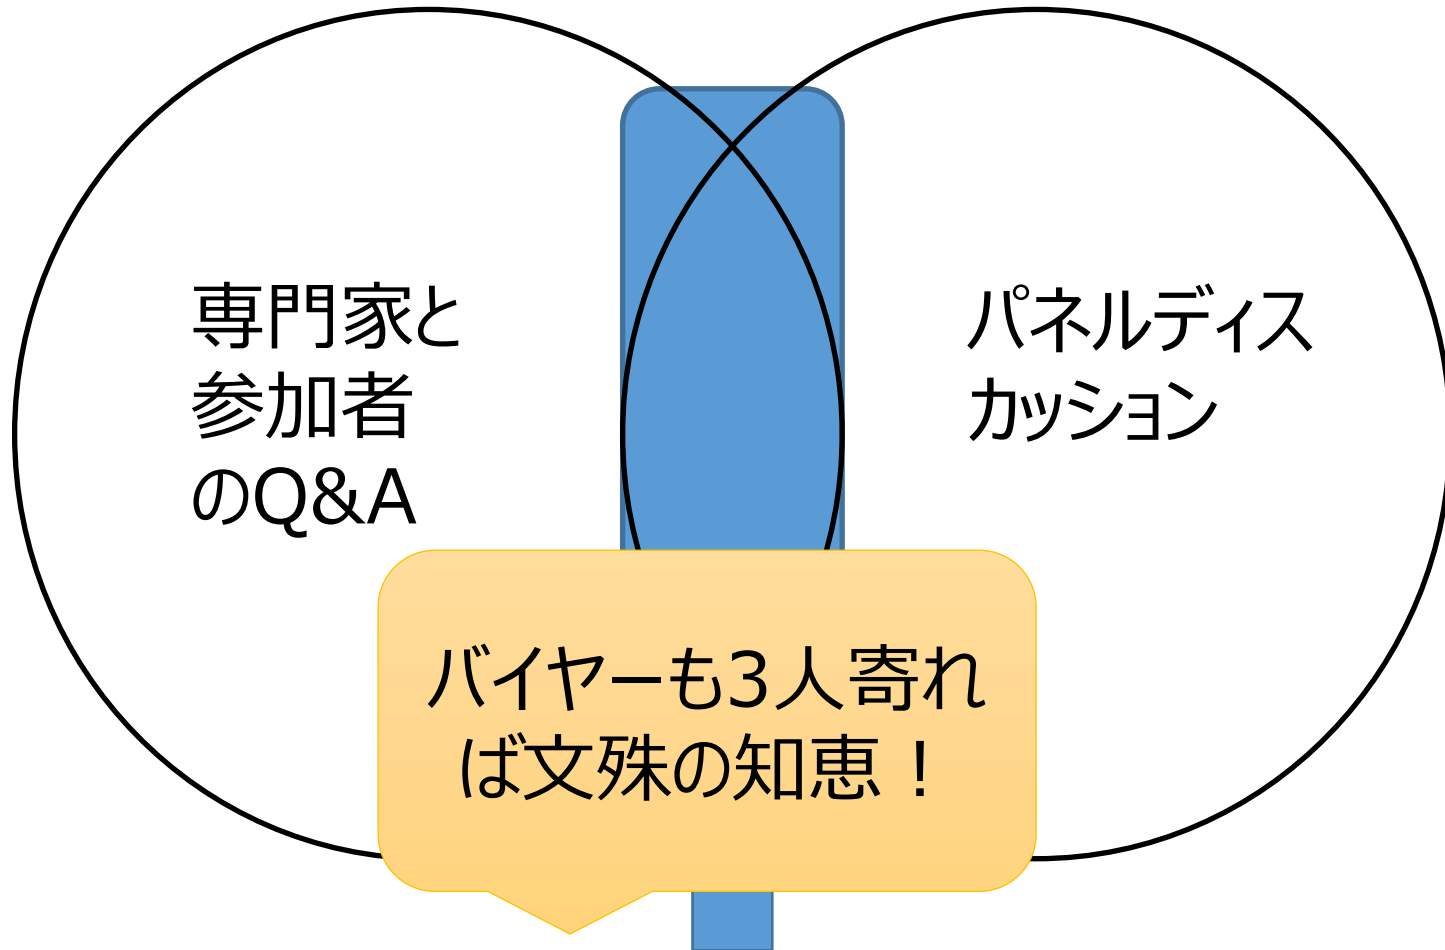 専門家と
参加者
のQ&A
パネルディス
カッション
バイヤーも3人寄れ
ば文殊の知恵！